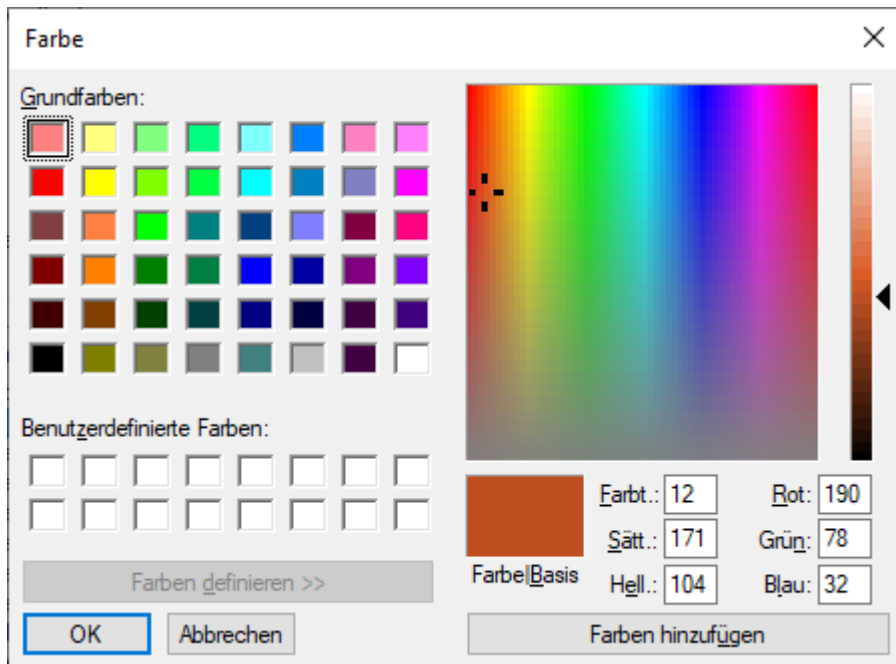 Farbe
Grundfarben:
Benutzerdefinierte Farben:
Farben definieren >>
OK
Abbrechen
Farbe|Basis
Farbt.: 12
Sätt.: 171
Hell.: 104
Rot: 190
Grün: 78
Blau: 32
Farben hinzufügen